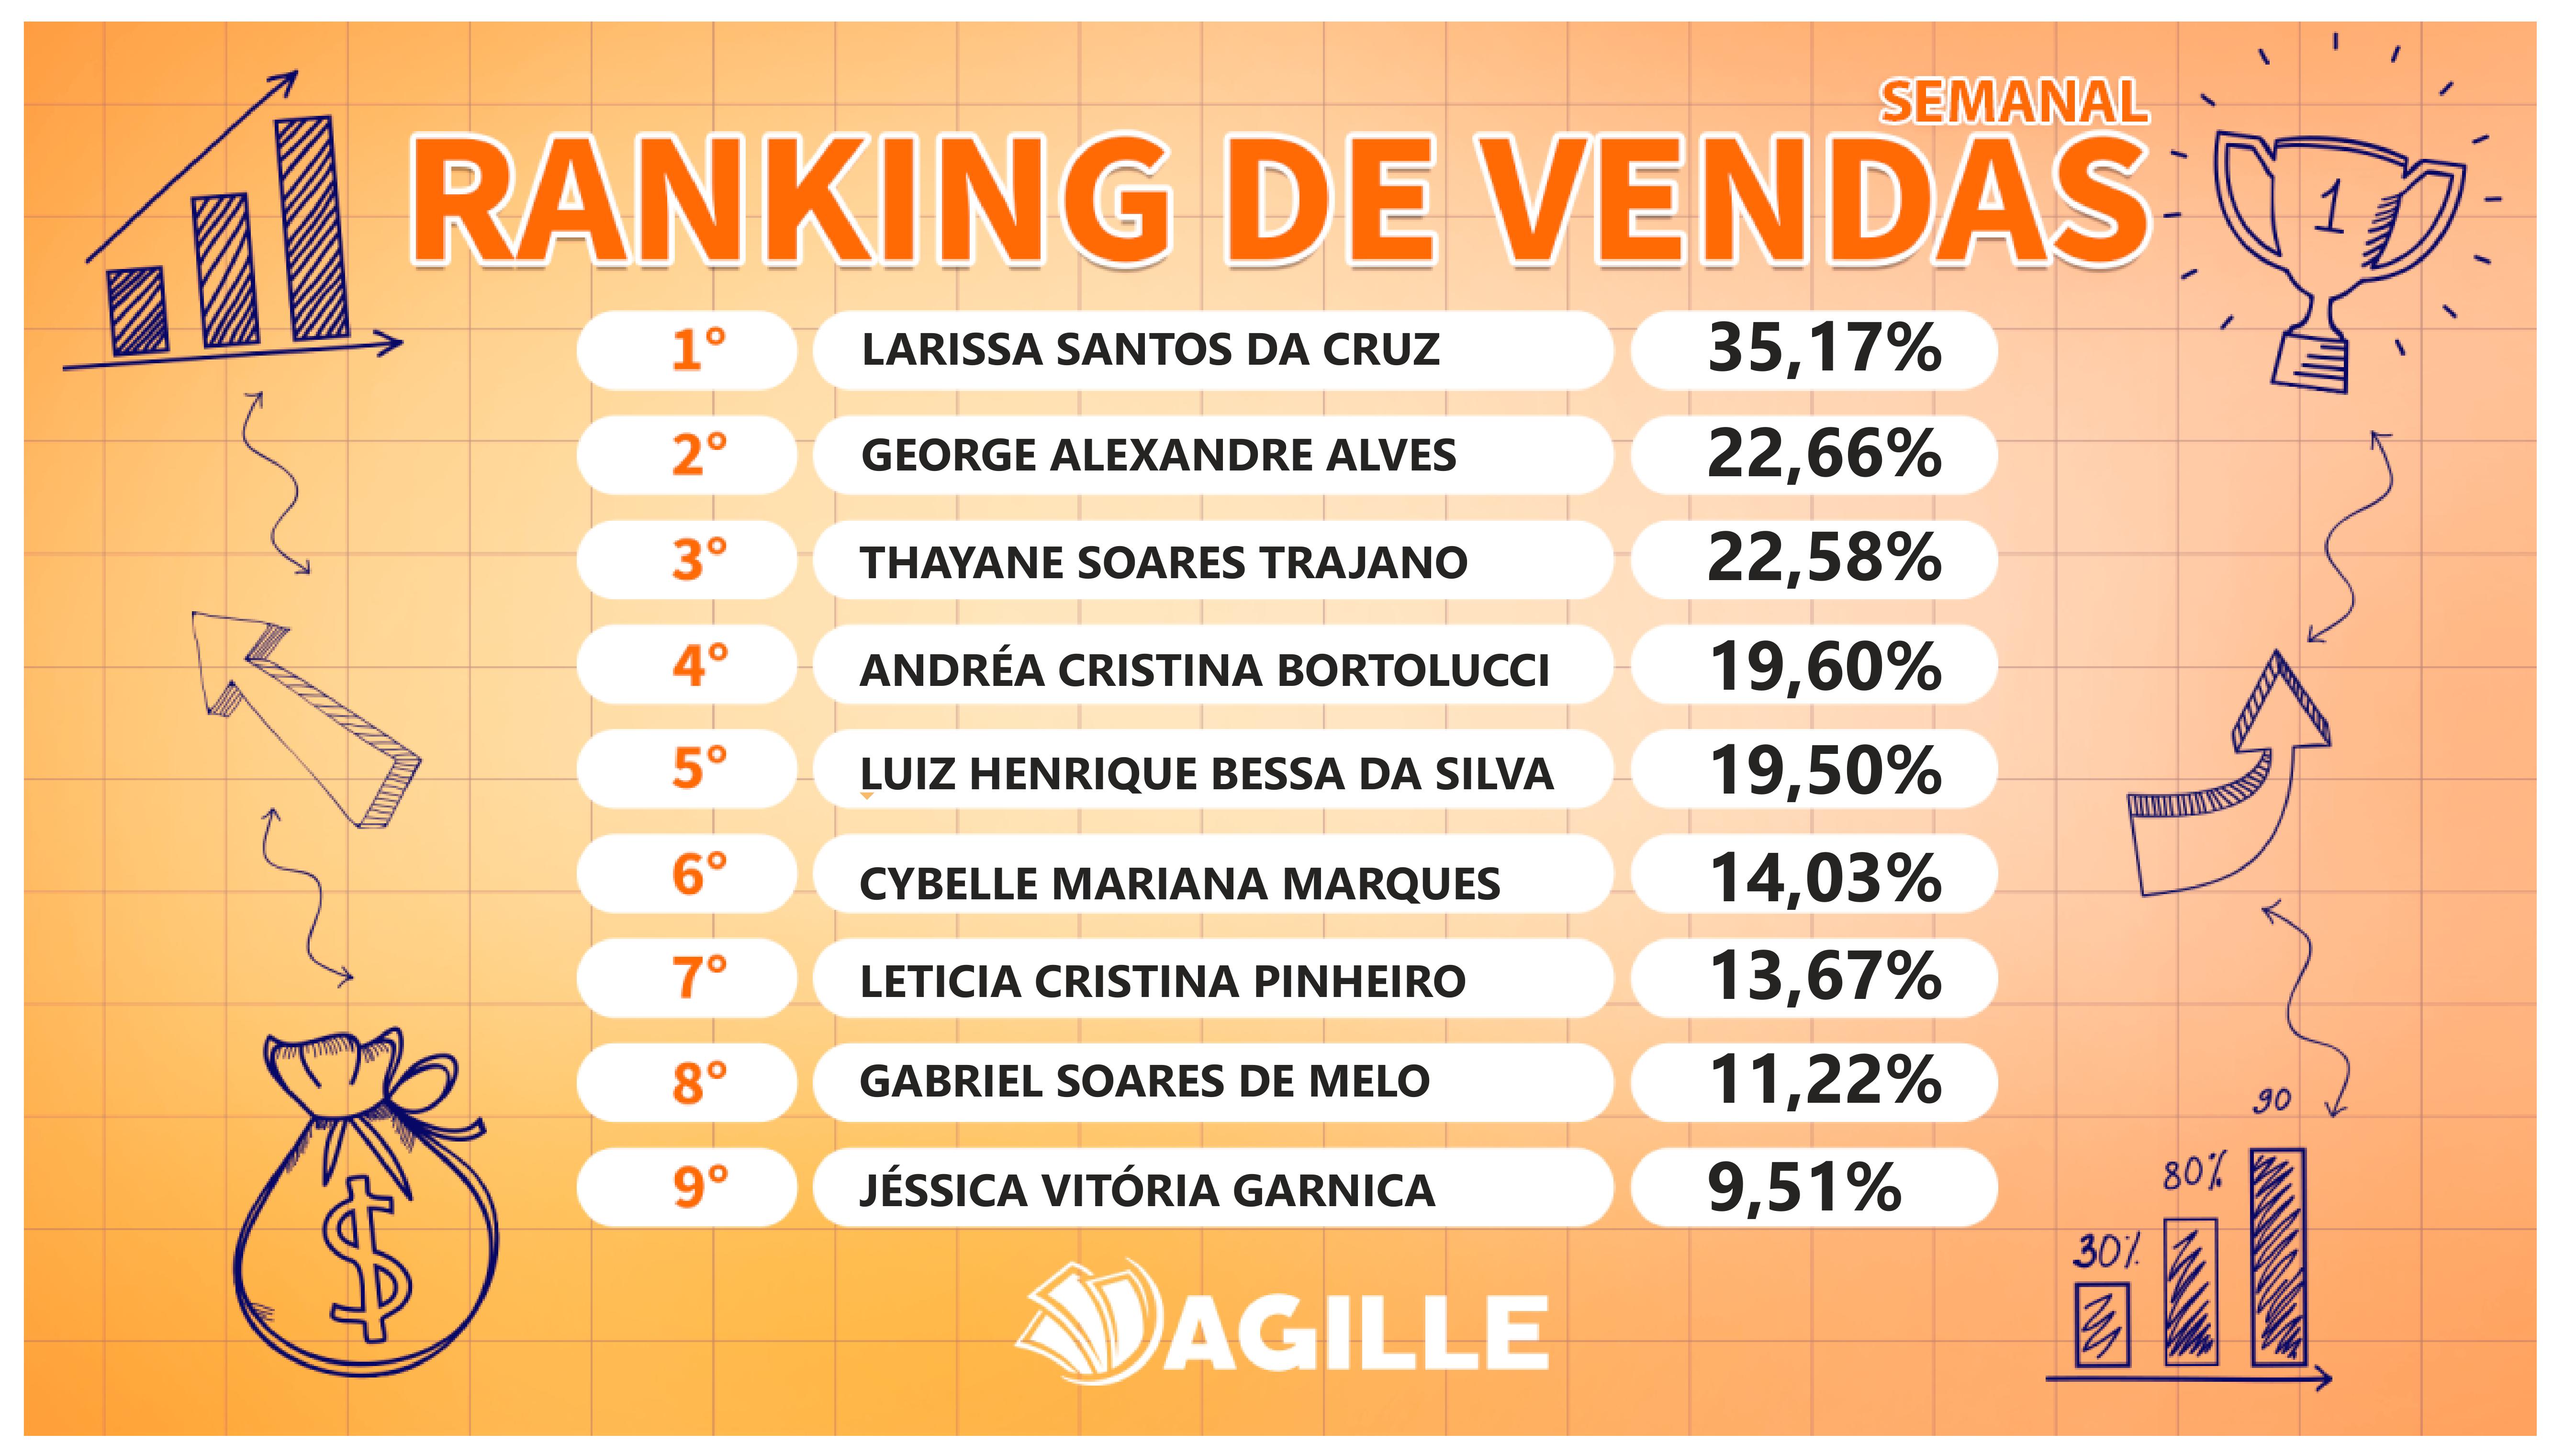 SEMANAL
RANKING DE VENDAS
1
1° LARISSA SANTOS DA CRUZ 35,17%
2° GEORGE ALEXANDRE ALVES 22,66%
3° THAYANE SOARES TRAJANO 22,58%
4° ANDRÉA CRISTINA BORTOLUCCI 19,60%
5° LUIZ HENRIQUE BESSA DA SILVA 19,50%
6° CYBELLE MARIANA MARQUES 14,03%
7° LETICIA CRISTINA PINHEIRO 13,67%
8° GABRIEL SOARES DE MELO 11,22%
9° JÉSSICA VITÓRIA GARNICA 9,51%
$
90
80%
30%
AGILLE